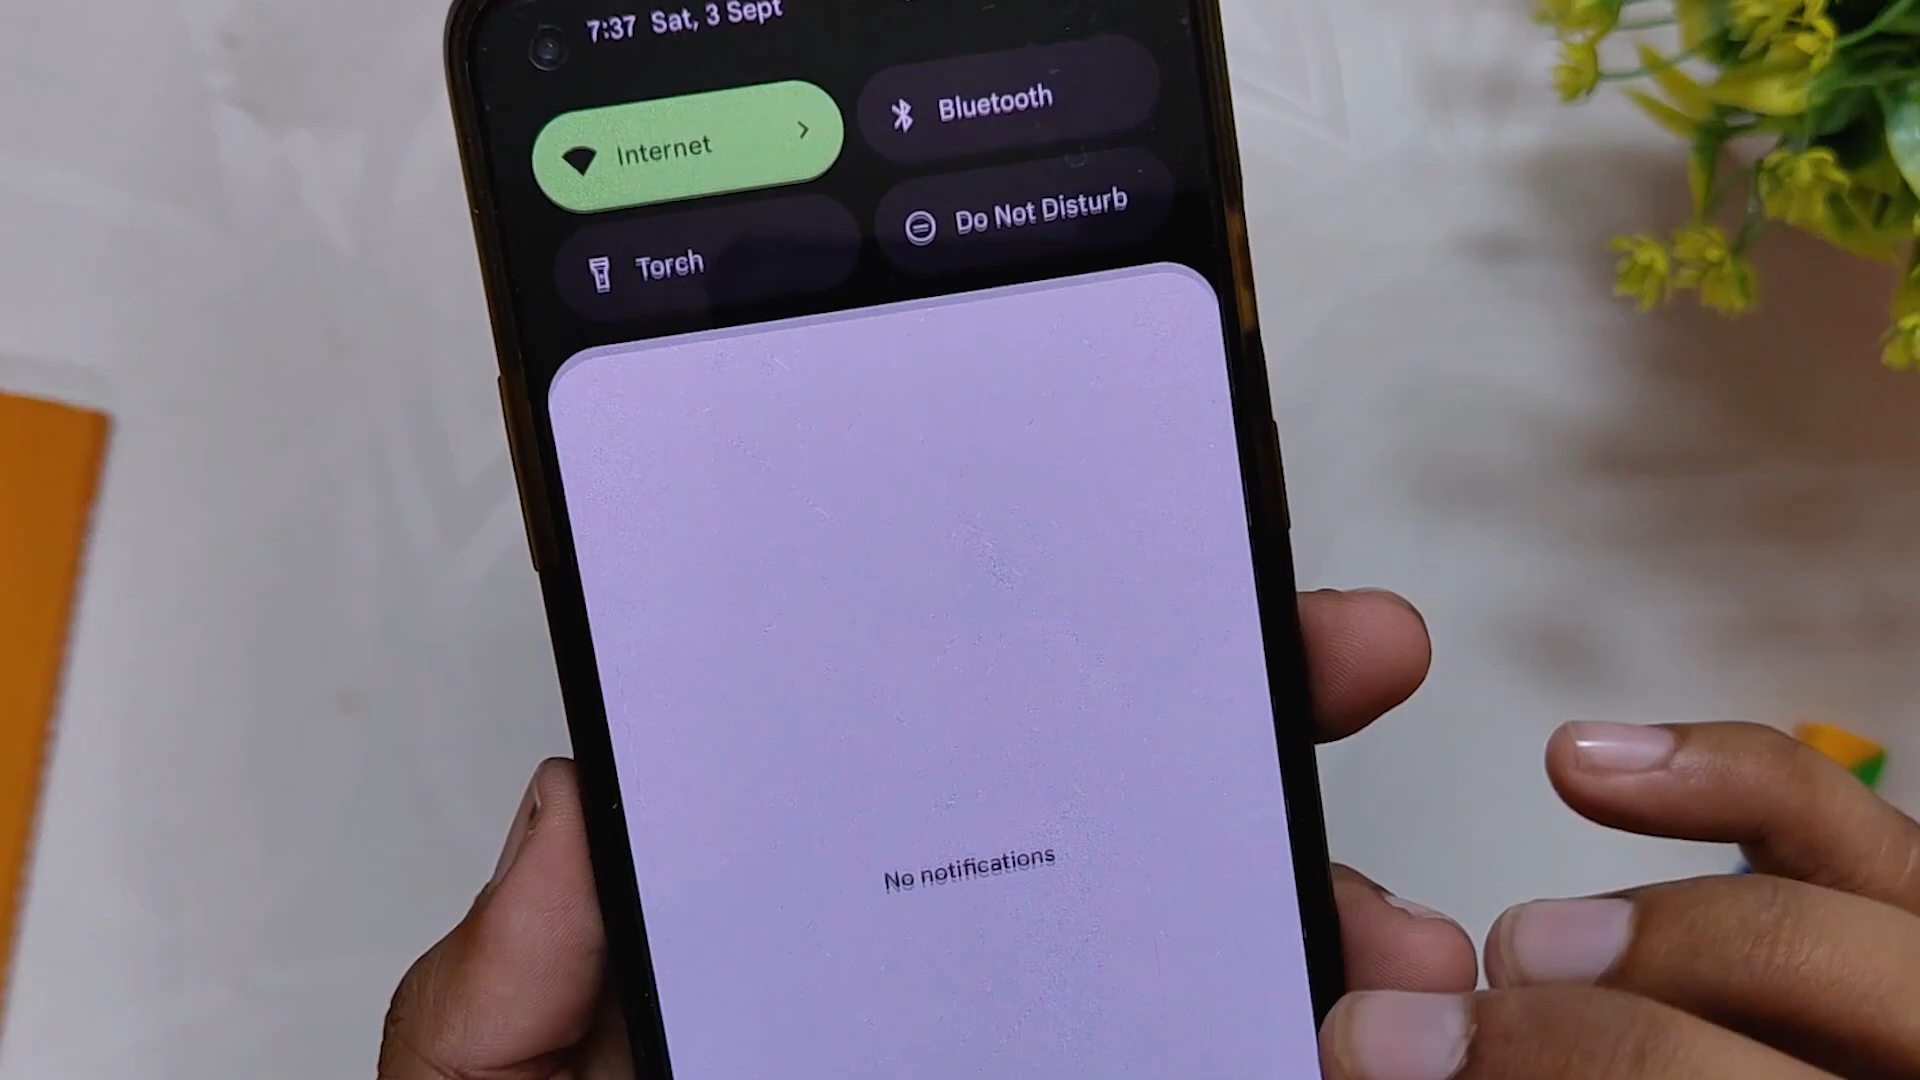 7:37 Sat, 3 Sept
Internet
Bluetooth
Torch
Do Not Disturb
No notifications